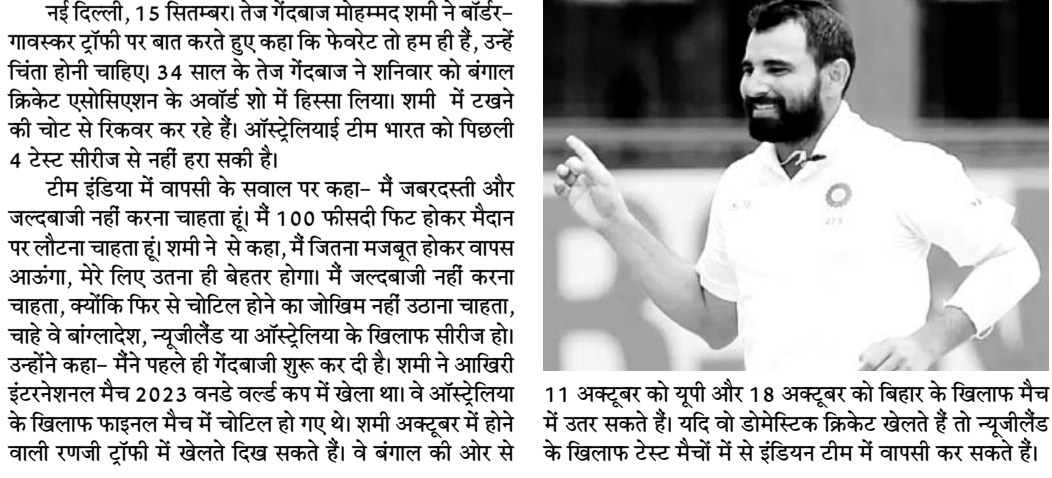 नई दिल्ली, 15 सितम्बर। तेज गेंदबाज मोहम्मद शमी ने बॉर्डर-
गावस्कर ट्रॉफी पर बात करते हुए कहा कि फेवरेट तो हम ही हैं, उन्हें
चिंता होनी चाहिए। 34 साल के तेज गेंदबाज ने शनिवार को बंगाल
क्रिकेट एसोसिएशन के अवॉर्ड शो में हिस्सा लिया। शमी में टखने
की चोट से रिकवर कर रहे हैं। ऑस्ट्रेलियाई टीम भारत को पिछली
4 टेस्ट सीरीज से नहीं हरा सकी है।
टीम इंडिया में वापसी के सवाल पर कहा- मैं जबरदस्ती और
जल्दबाजी नहीं करना चाहता हूं। मैं 100 फीसदी फिट होकर मैदान
पर लौटना चाहता हूं। शमी ने से कहा, मैं जितना मजबूत होकर वापस
आऊंगा, मेरे लिए उतना ही बेहतर होगा। मैं जल्दबाजी नहीं करना
चाहता, क्योंकि फिर से चोटिल होने का जोखिम नहीं उठाना चाहता,
चाहे वे बांग्लादेश, न्यूजीलैंड या ऑस्ट्रेलिया के खिलाफ सीरीज हो।
उन्होंने कहा- मैंने पहले ही गेंदबाजी शुरू कर दी है। शमी ने आखिरी
इंटरनेशनल मैच 2023 वनडे वर्ल्ड कप में खेला था। वे ऑस्ट्रेलिया
के खिलाफ फाइनल मैच में चोटिल हो गए थे। शमी अक्टूबर में होने
वाली रणजी ट्रॉफी में खेलते दिख सकते हैं। वे बंगाल की ओर से
11 अक्टूबर को यूपी और 18 अक्टूबर को बिहार के खिलाफ मैच
में उतर सकते हैं। यदि वो डोमेस्टिक क्रिकेट खेलते हैं तो न्यूजीलैंड
के खिलाफ टेस्ट मैचों में से इंडियन टीम में वापसी कर सकते हैं।